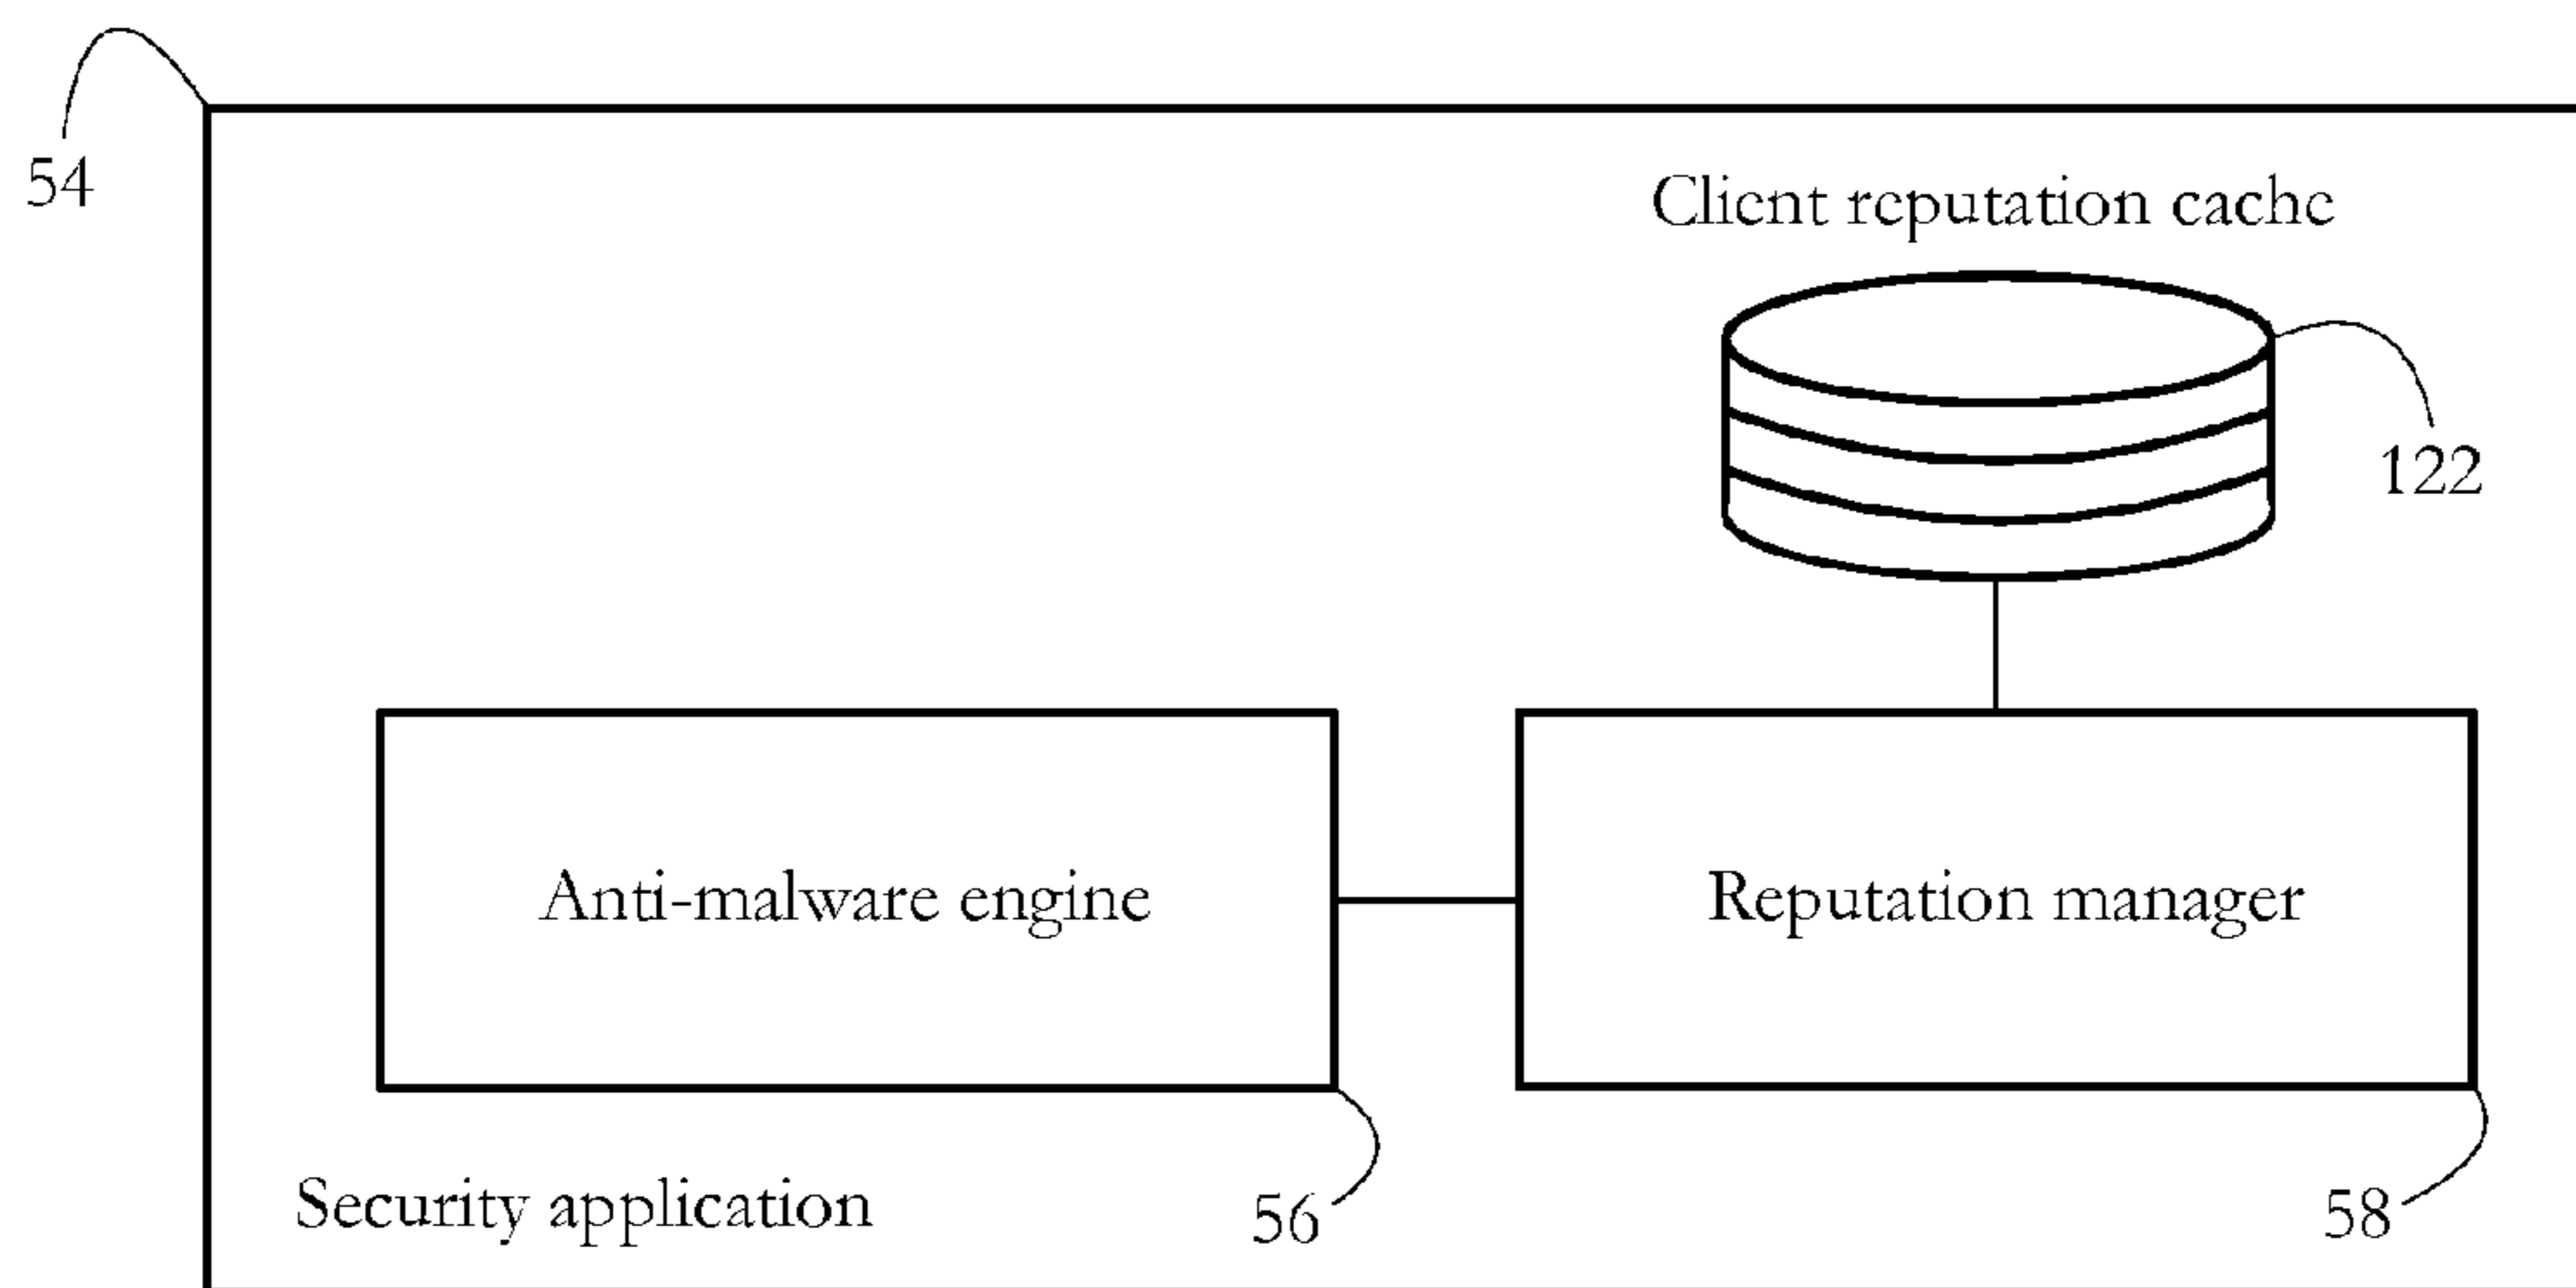 54
Client reputation cache
122
Anti-malware engine
Reputation manager
Security application
56
58